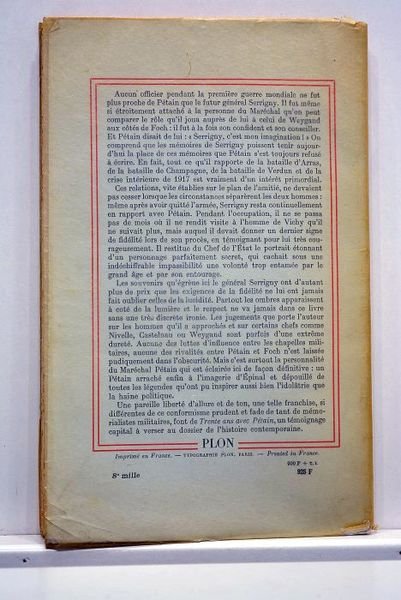 Aucun officier pendant la première guerre mondiale ne fut
plus proche de Pétain que le futur général Serrigny. Il fut même
si étroitement attaché à la personne du Maréchal qu'on peut
comparer le rôle qu'il joua auprès de lui à celui de Weygand
aux côtés de Foch : il fut à la fois son confident et son conseiller.
Et Pétain disait de lui : « Serrigny, c'est mon imagination ! » On
comprend que les mémoires de Serrigny puissent tenir aujour-
d'hui la place de ces mémoires que Pétain s'est toujours refusé
à écrire. En fait, tout ce qu'il rapporte de la bataille d'Arras,
de la bataille de Champagne, de la bataille de Verdun et de la
crise intérieure de 1917 est vraiment d'un intérêt primordial.
Ces relations, vite établies sur le plan de l'amitié, ne devaient
pas cesser lorsque les circonstances séparèrent les deux hommes :
même après avoir quitté l'armée, Serrigny resta continuellement
en rapport avec Pétain. Pendant l'occupation, il ne se passa
pas de mois où il ne rendit visite à l'homme de Vichy qu'il
ne suivait plus, mais auquel il devait donner un dernier signe
de fidélité lors de son procès, en témoignant pour lui très cou-
rageusement. Il restitue du Chef de l'État le portrait étonnant
d'un personnage parfaitement secret, qui cachait sous une
indéchiffrable impassibilité une volonté trop entamée par le
grand âge et par son entourage.
Les souvenirs qu'égrène ici le général Serrigny ont d'autant
plus de prix que les exigences de la fidélité ne lui ont jamais
fait oublier celles de la lucidité. Partout les ombres apparaissent
à coté de la lumière et le respect ne va jamais dans ce livre
sans une très discrète ironie. Les jugements que porte l'auteur
sur les hommes qu'il a approchés et sur certains chefs comme
Nivelle, Castelnau ou Weygand sont parfois d'une extrême
dureté. Aucune des luttes d'influence entre les chapelles mili-
taires, aucune des rivalités entre Pétain et Foch n'est laissée
pudiquement dans l'obscurité. Mais c'est surtout la personnalité
du Maréchal Pétain qui est éclairée ici de façon définitive : un
Pétain arraché enfin à l'imagerie d'Épinal et dépouillé de
toutes les légendes qu'ont pu inspirer aussi bien l'idolâtrie que
la haine politique.
Une pareille liberté d'allure et de ton, une telle franchise, si
différentes de ce conformisme prudent et fade de tant de mémo-
rialistes militaires, font de Trente ans avec Pétain, un témoignage
capital à verser au dossier de l'histoire contemporaine.
PLON
Imprimé en France. — TYPOGRAPHIE PLON, PARIS. — Printed in France.
900 F + T. L
8e mille 925 F